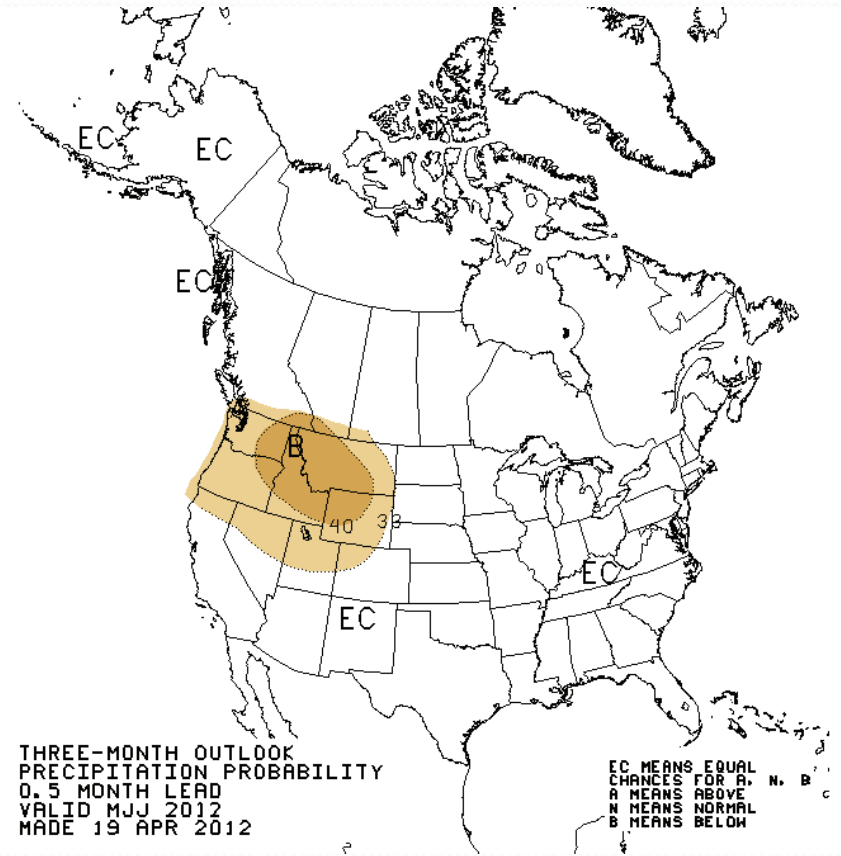 EC
EC
EC
B
40
33
EC
EC
THREE-MONTH OUTLOOK
PRECIPITATION PROBABILITY
0.5 MONTH LEAD
VALID MJJ 2012
MADE 19 APR 2012
EC MEANS EQUAL
CHANCES FOR A, N, B
A MEANS ABOVE
N MEANS NORMAL
B MEANS BELOW